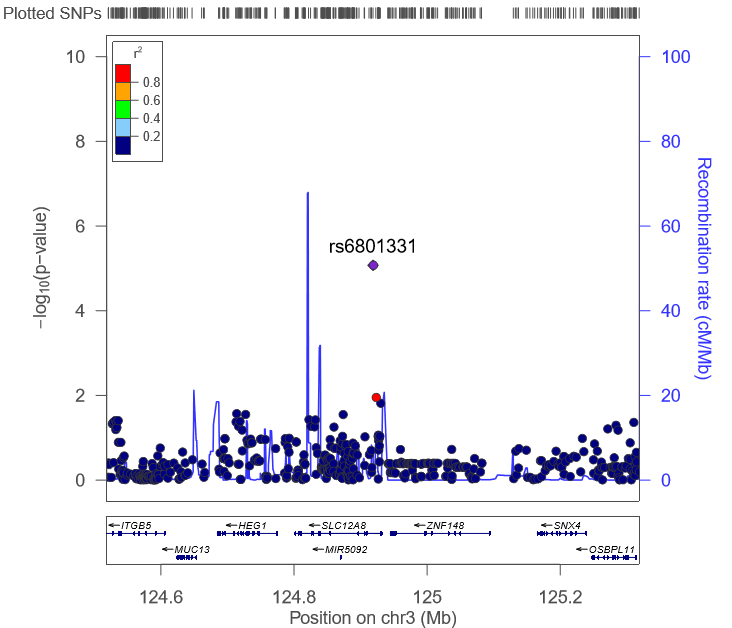 Plotted SNPs
r2
0.8
0.6
0.4
0.2
rs6801331
10
8
6
4
2
0
−log10(p−value)
100
80
60
40
20
0
Recombination rate (cM/Mb)
ITGB5
HEG1
SLC12A8
ZNF148
SNX4
MUC13
MIR5092
OSBPL11
124.6
124.8
125
125.2
Position on chr3 (Mb)